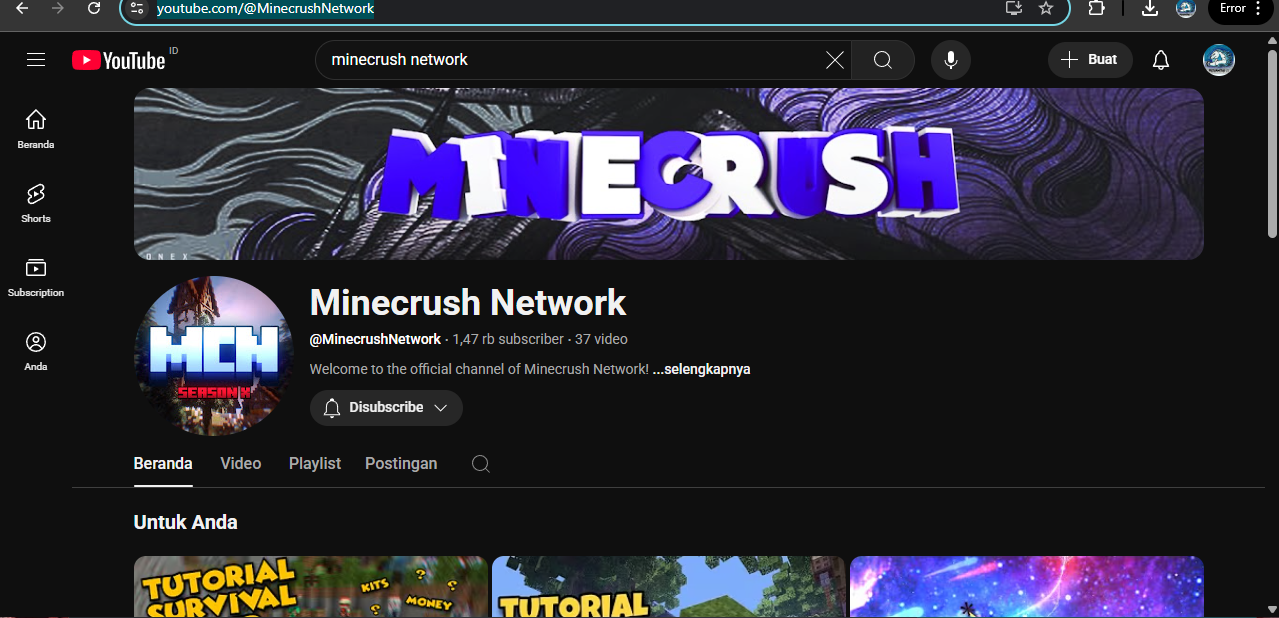 youtube.com/@MinecrushNetwork
Error
YouTube ID
minecrush network
Buat
Beranda
Shorts
Subscription
Anda
MINECRUSH
ONEX
MCN
SEASON X
Minecrush Network
@MinecrushNetwork · 1,47 rb subscriber · 37 video
Welcome to the official channel of Minecrush Network! ...selengkapnya
Disubscribe
Beranda Video Playlist Postingan
Untuk Anda
TUTORIAL
SURVIVAL
KITS ?
? MONEY ?
TUTORIAL